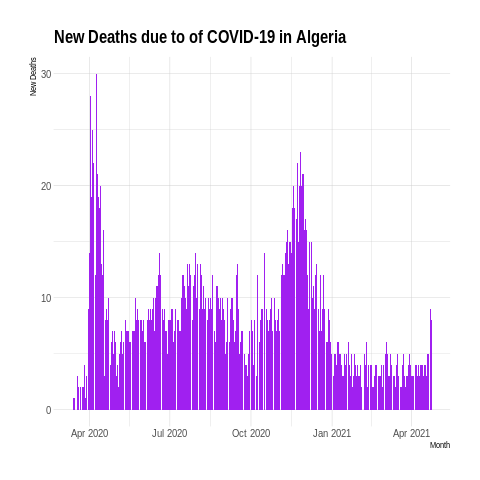 New Deaths due to of COVID-19 in Algeria
New Deaths
30
20
10
0
Apr 2020
Jul 2020
Oct 2020
Jan 2021
Apr 2021
Month